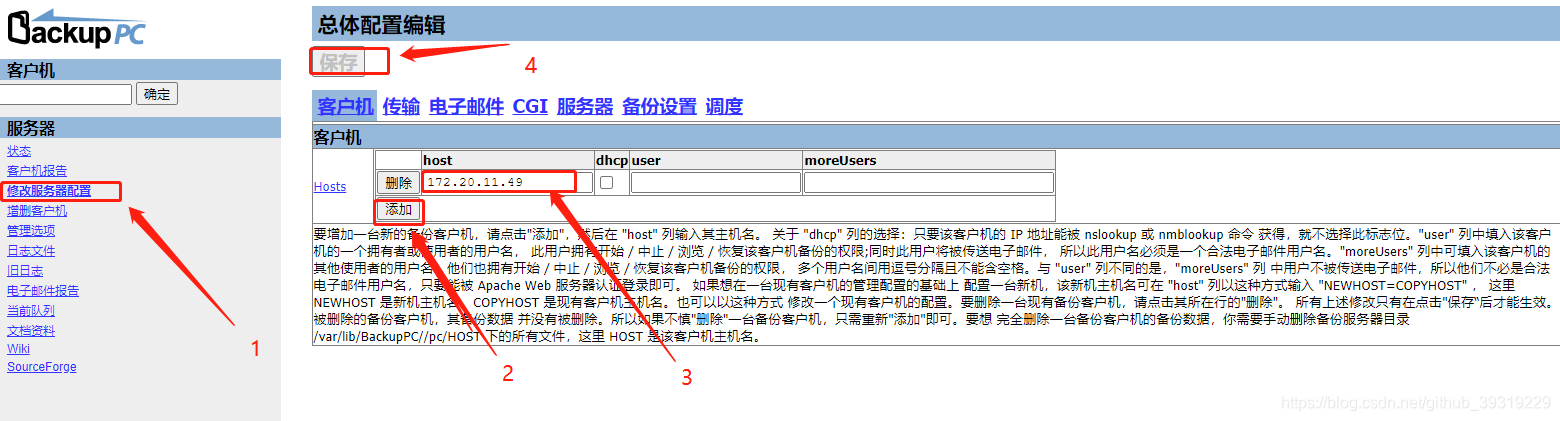 BackupPC
客户机
确定
服务器
状态
客户机报告
修改服务器配置
增删客户机
管理选项
日志文件
旧日志
电子邮件报告
当前队列
文档资料
Wiki
SourceForge
1
总体配置编辑
保存
4
客户机 传输 电子邮件 CGI 服务器 备份设置 调度
客户机
host dhcp user moreUsers
Hosts 删除 172.20.11.49
添加
要增加一台新的备份客户机，请点击"添加"，然后在 "host" 列输入其主机名。 关于 "dhcp" 列的选择：只要该客户机的 IP 地址能被 nslookup 或 nmblookup 命令 获得，就不选择此标志位。"user" 列中填入该客户
机的一个拥有者或使用者的用户名， 此用户拥有开始 / 中止 / 浏览 / 恢复该客户机备份的权限;同时此用户将被传送电子邮件， 所以此用户名必须是一个合法电子邮件用户名。"moreUsers" 列中可填入该客户机的
其他使用者的用户名，他们也拥有开始 / 中止 / 浏览 / 恢复该客户机备份的权限， 多个用户名间用逗号分隔且不能含空格。与 "user" 列不同的是，"moreUsers" 列 中用户不被传送电子邮件，所以他们不必是合法
电子邮件用户名，只要能被 Apache Web 服务器认证登录即可。 如果想在一台现有客户机的管理配置的基础上 配置一台新机，该新机主机名可在 "host" 列以这种方式输入 "NEWHOST=COPYHOST" ， 这里
NEWHOST 是新机主机名，COPYHOST 是现有客户机主机名。也可以以这种方式 修改一个现有客户机的配置。要删除一台现有备份客户机，请点击其所在行的"删除"。 所有上述修改只有在点击"保存"后才能生效。
被删除的备份客户机，其备份数据 并没有被删除。所以如果不慎"删除"一台备份客户机，只需重新"添加"即可。要想 完全删除一台备份客户机的备份数据，你需要手动删除备份服务器目录
/var/lib/BackupPC//pc/HOST 下的所有文件，这里 HOST 是该客户机主机名。
2
3
https://blog.csdn.net/github_39319229